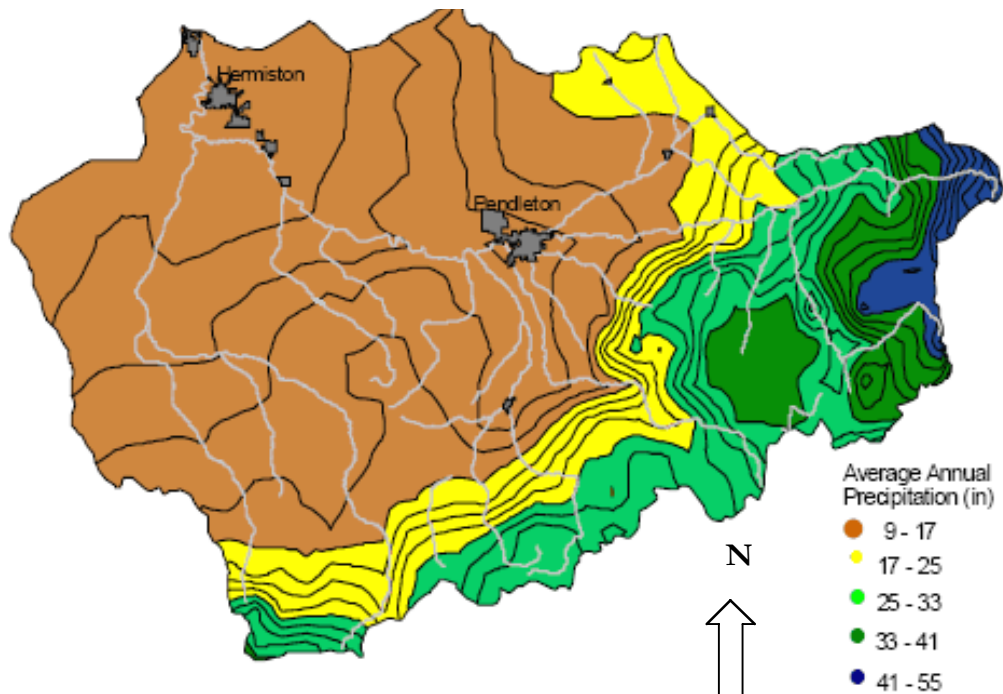 Hermiston
Pendleton
Average Annual
Precipitation (in)
9 - 17
17 - 25
25 - 33
33 - 41
41 - 55
N